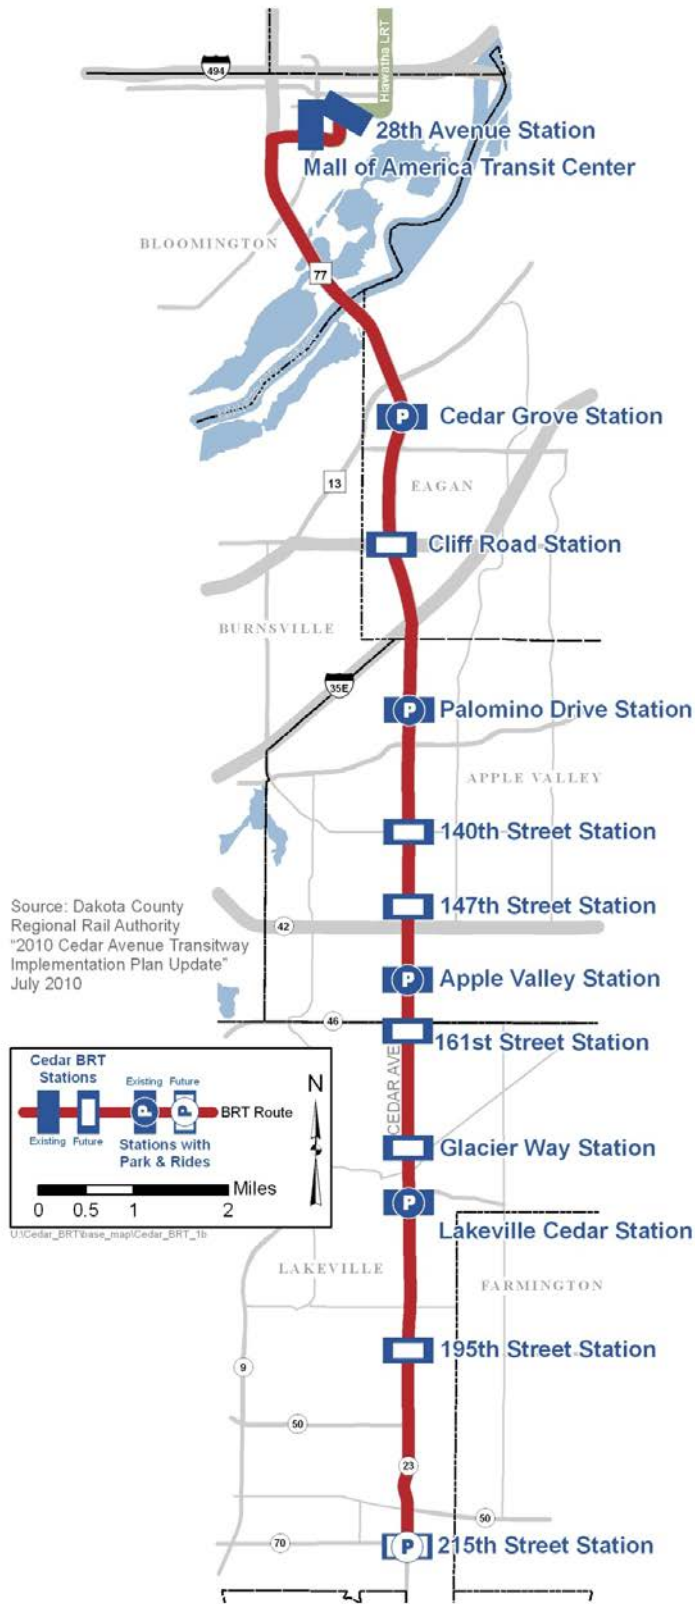 Hiawatha LRT
494
28th Avenue Station
Mall of America Transit Center
BLOOMINGTON
77
P
Cedar Grove Station
13
EAGAN
Cliff Road Station
BURNSVILLE
35E
P
Palomino Drive Station
APPLE VALLEY
140th Street Station
147th Street Station
Source: Dakota County
Regional Rail Authority
"2010 Cedar Avenue Transitway
Implementation Plan Update"
July 2010
42
P
Apple Valley Station
46
161st Street Station
CEDAR AVE
Cedar BRT
Stations
Existing Future
P P
BRT Route
Existing Future
Stations with
Park & Rides
N
Miles
0 0.5 1 2
U:\Cedar_BRT\base_map\Cedar_BRT_1b
Glacier Way Station
P
Lakeville Cedar Station
LAKEVILLE
FARMINGTON
195th Street Station
9
50
23
50
70
P
215th Street Station